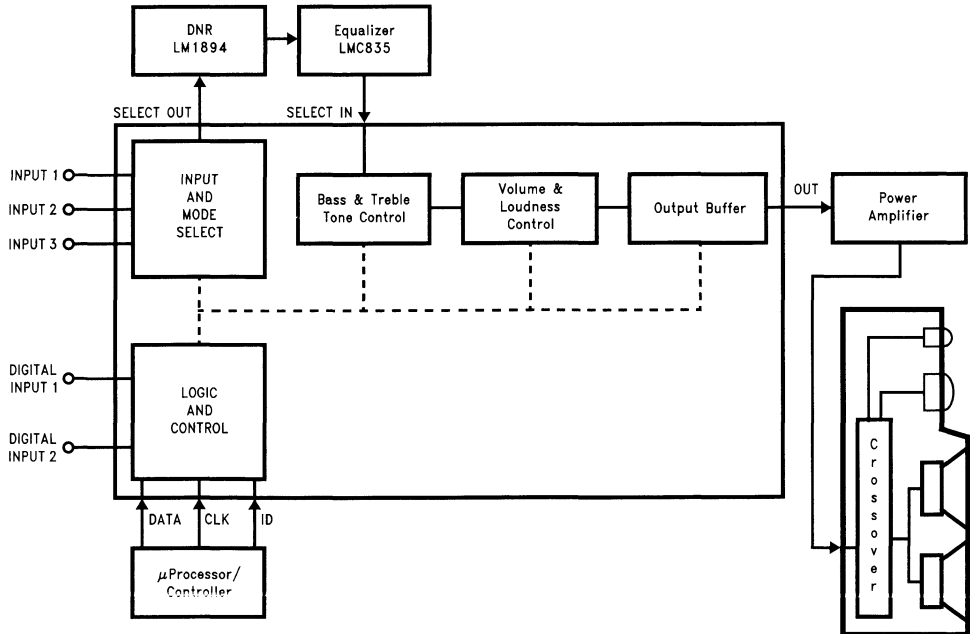 DNR
LM1894
Equalizer
LMC835
SELECT OUT
SELECT IN
INPUT 1
INPUT 2
INPUT 3
INPUT
AND
MODE
SELECT
Bass & Treble
Tone Control
Volume &
Loudness
Control
Output Buffer
OUT
Power
Amplifier
DIGITAL
INPUT 1
DIGITAL
INPUT 2
LOGIC
AND
CONTROL
DATA
CLK
ID
μProcessor/
Controller
Crossover